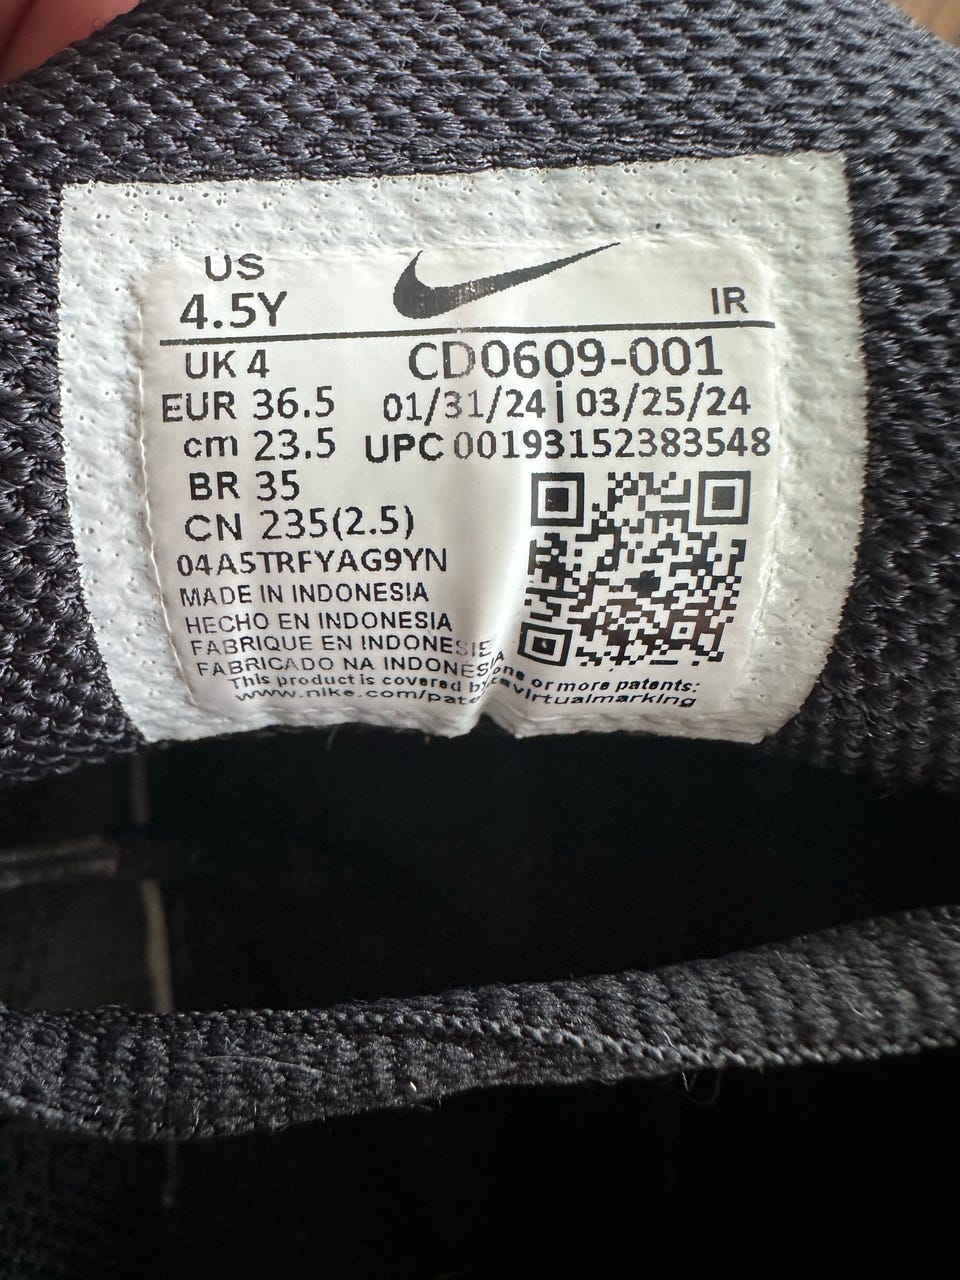 US
4.5Y
IR
UK 4
CD0609-001
EUR 36.5
01/31/24 | 03/25/24
cm 23.5
UPC 00193152383548
BR 35
CN 235(2.5)
04A5TRFYAG9YN
MADE IN INDONESIA
HECHO EN INDONESIA
FABRIQUE EN INDONESIE
FABRICADO NA INDONESIA
This product is covered by one or more patents:
www.nike.com/patevirtualmarking